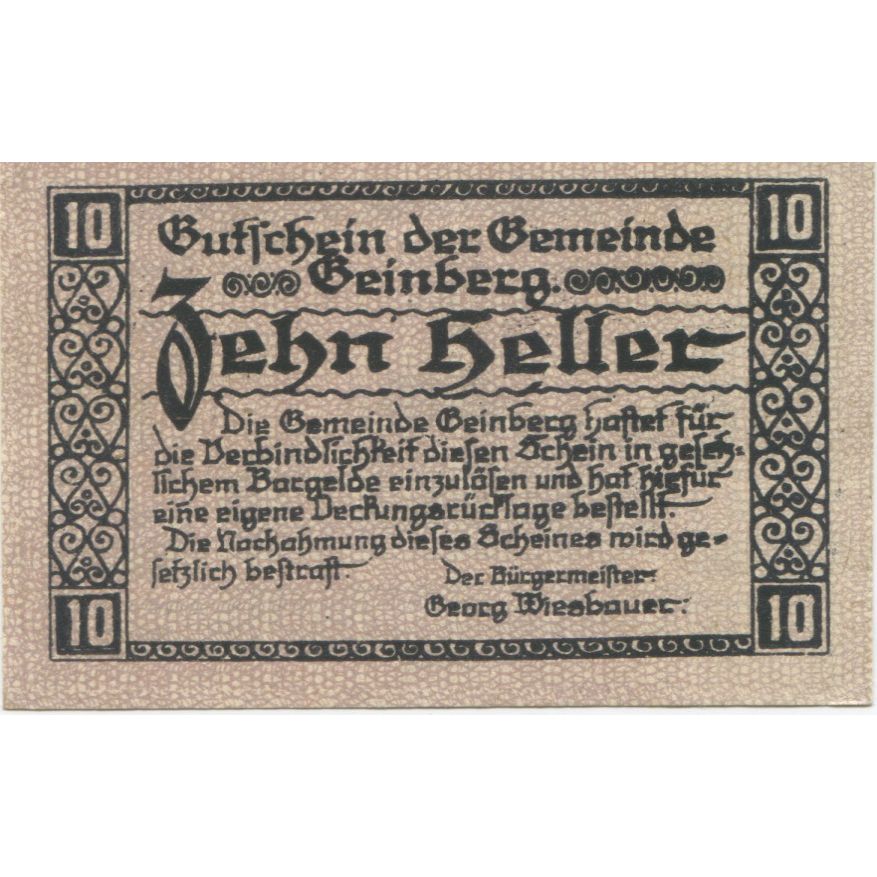 10 10
Gutschein der Gemeinde
Geinberg.
Zehn Heller
Die Gemeinde Geinberg haftet für
die Verbindlichkeit diesen Schein in gesetz-
lichem Bargelde einzulösen und hat hiefür
eine eigene Deckungsrücklage bestellt.
Die Nachahmung dieses Scheines wird ge-
setzlich bestraft.
Der Bürgermeister:
Georg Wiesbauer.
10 10